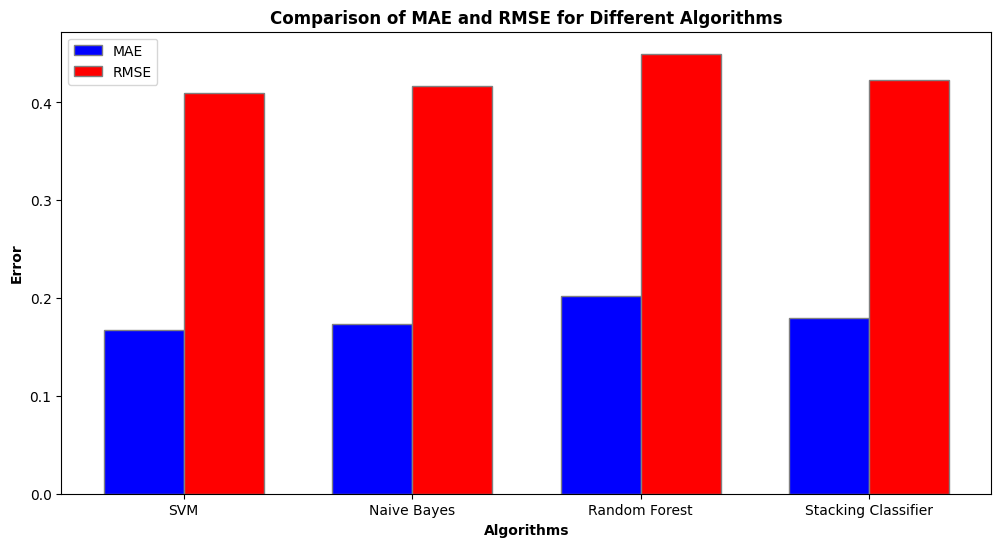 Comparison of MAE and RMSE for Different Algorithms
MAE
RMSE
0.4
0.3
0.2
0.1
0.0
Error
SVM
Naive Bayes
Random Forest
Stacking Classifier
Algorithms